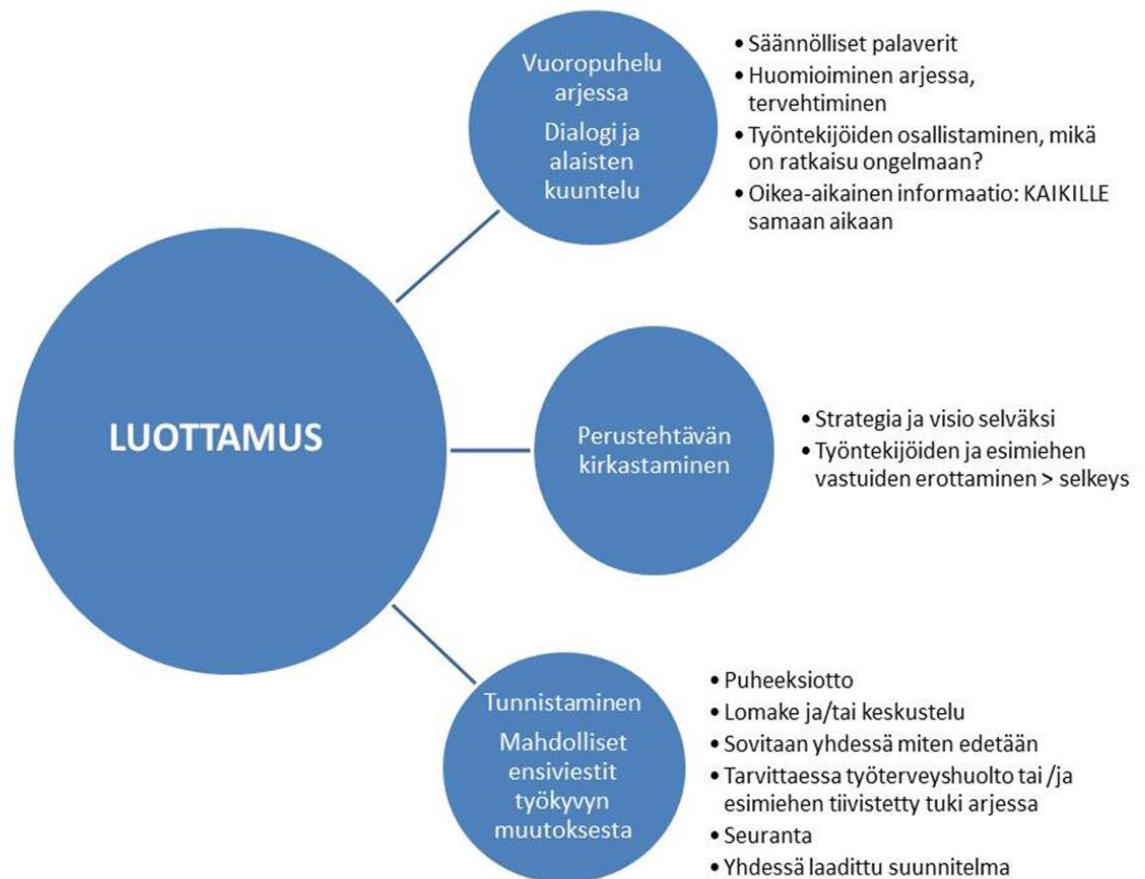 LUOTTAMUS
Vuoropuhelu
arjessa
Dialogi ja
alaisten
kuuntelu
• Säännölliset palaverit
• Huomioiminen arjessa,
tervehtiminen
• Työntekijöiden osallistaminen, mikä
on ratkaisu ongelmaan?
• Oikea-aikainen informaatio: KAIKILLE
samaan aikaan
Perustehtävän
kirkastaminen
• Strategia ja visio selväksi
• Työntekijöiden ja esimiehen
vastuiden erottaminen > selkeys
Tunnistaminen
Mahdolliset
ensiviestit
työkyvyn
muutoksesta
• Puheeksiotto
• Lomake ja/tai keskustelu
• Sovitaan yhdessä miten edetään
• Tarvittaessa työterveyshuolto tai /ja
esimiehen tiivistetty tuki arjessa
• Seuranta
• Yhdessä laadittu suunnitelma